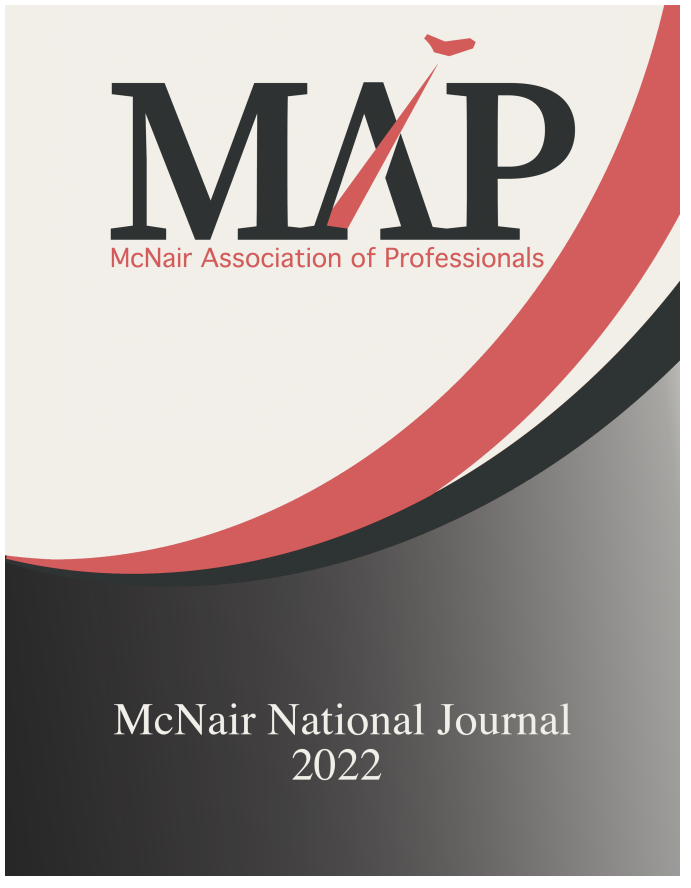 MAP
McNair Association of Professionals
McNair National Journal
2022